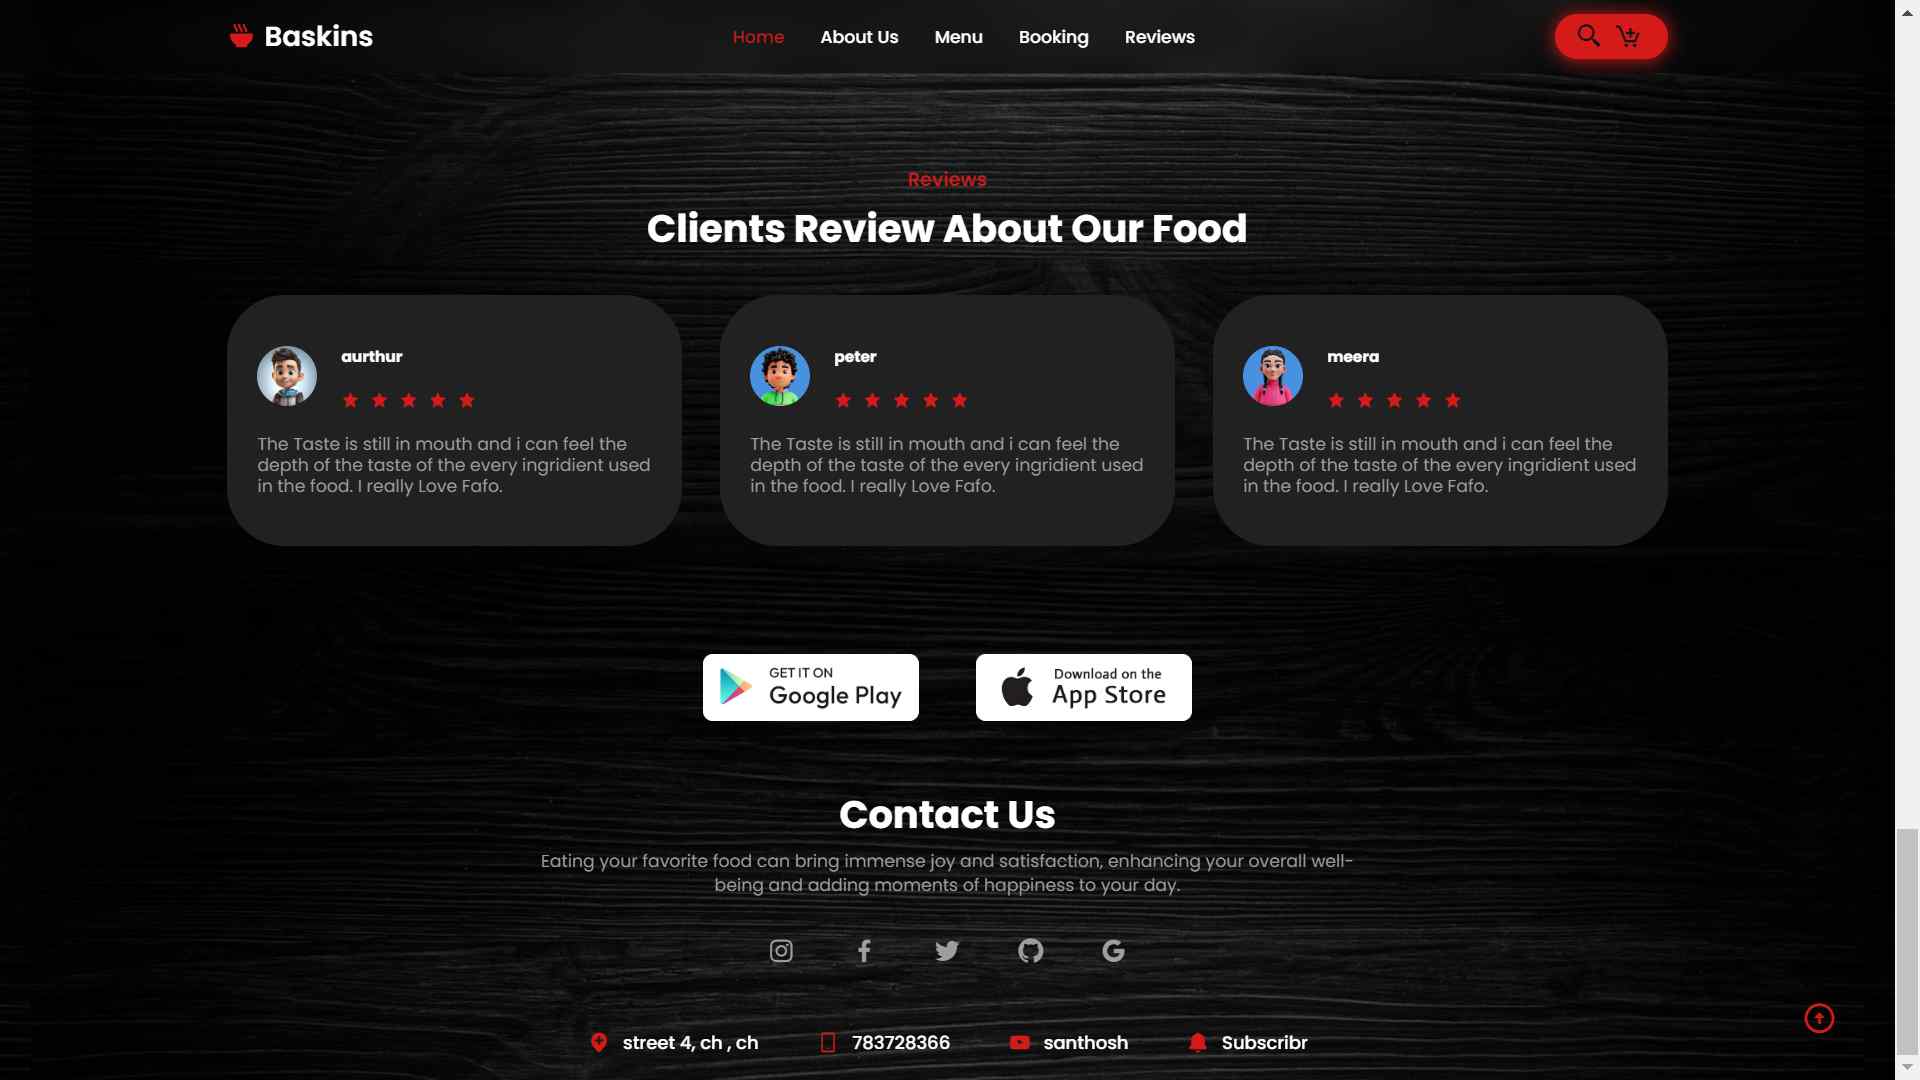 Baskins
Home About Us Menu Booking Reviews
Reviews
Clients Review About Our Food
aurthur
The Taste is still in mouth and i can feel the
depth of the taste of the every ingridient used
in the food. I really Love Fafo.
peter
The Taste is still in mouth and i can feel the
depth of the taste of the every ingridient used
in the food. I really Love Fafo.
meera
The Taste is still in mouth and i can feel the
depth of the taste of the every ingridient used
in the food. I really Love Fafo.
GET IT ON
Google Play
Download on the
App Store
Contact Us
Eating your favorite food can bring immense joy and satisfaction, enhancing your overall well-
being and adding moments of happiness to your day.
street 4, ch , ch 783728366 santhosh Subscribr